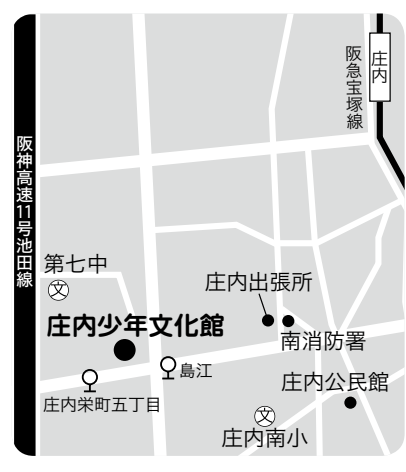 庄内
阪急宝塚線
阪神高速11号池田線
第七中
文
庄内出張所
庄内少年文化館
南消防署
島江
庄内栄町五丁目
庄内公民館
文
庄内南小